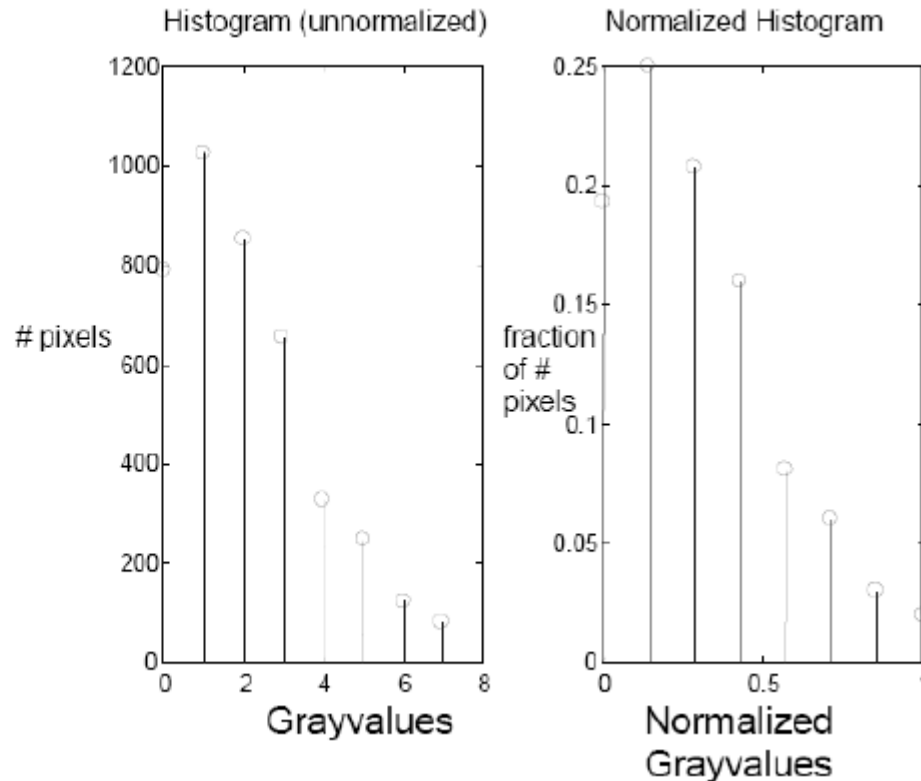 Histogram (unnormalized)
1200
1000
800
# pixels
600
400
200
0
0 2 4 6 8
Grayvalues
Normalized Histogram
0.25
0.2
0.15
fraction
of #
pixels
0.1
0.05
0
0 0.5
Normalized
Grayvalues